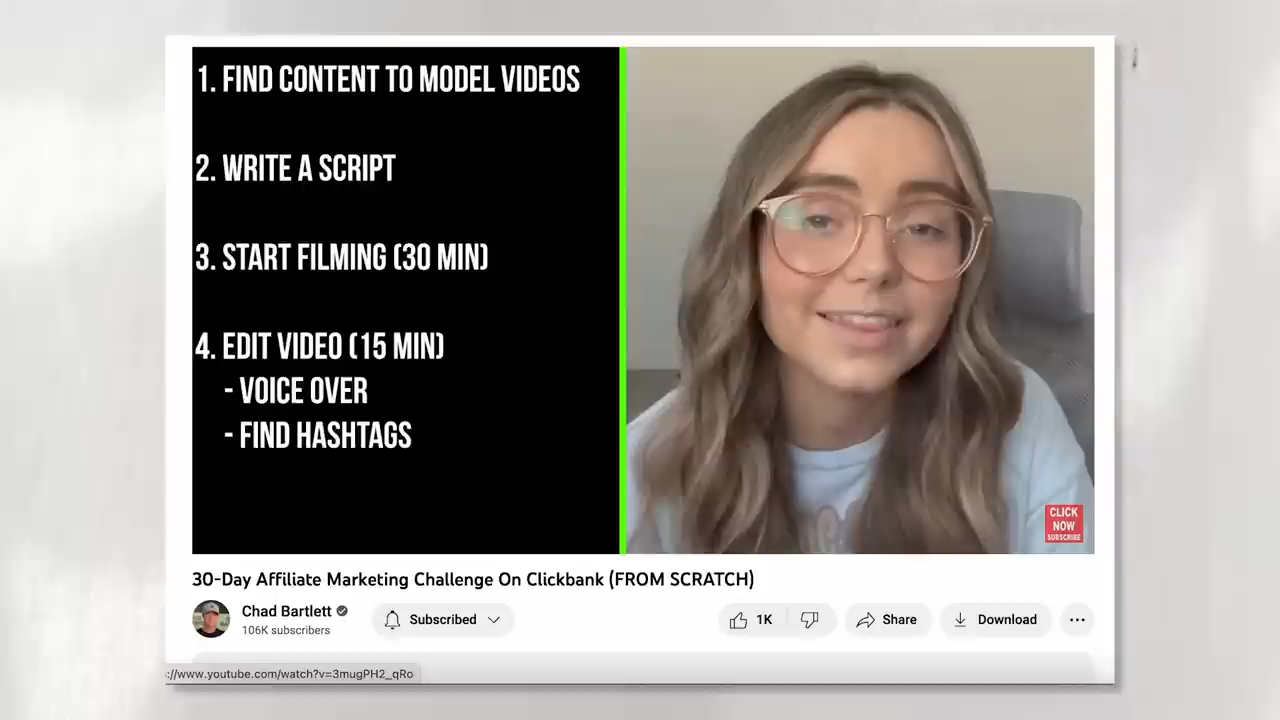 1. FIND CONTENT TO MODEL VIDEOS
2. WRITE A SCRIPT
3. START FILMING (30 MIN)
4. EDIT VIDEO (15 MIN)
- VOICE OVER
- FIND HASHTAGS
CLICK
NOW
SUBSCRIBE
30-Day Affiliate Marketing Challenge On Clickbank (FROM SCRATCH)
Chad Bartlett
106K subscribers
Subscribed
1K
Share
Download
://www.youtube.com/watch?v=3mugPH2_qRo